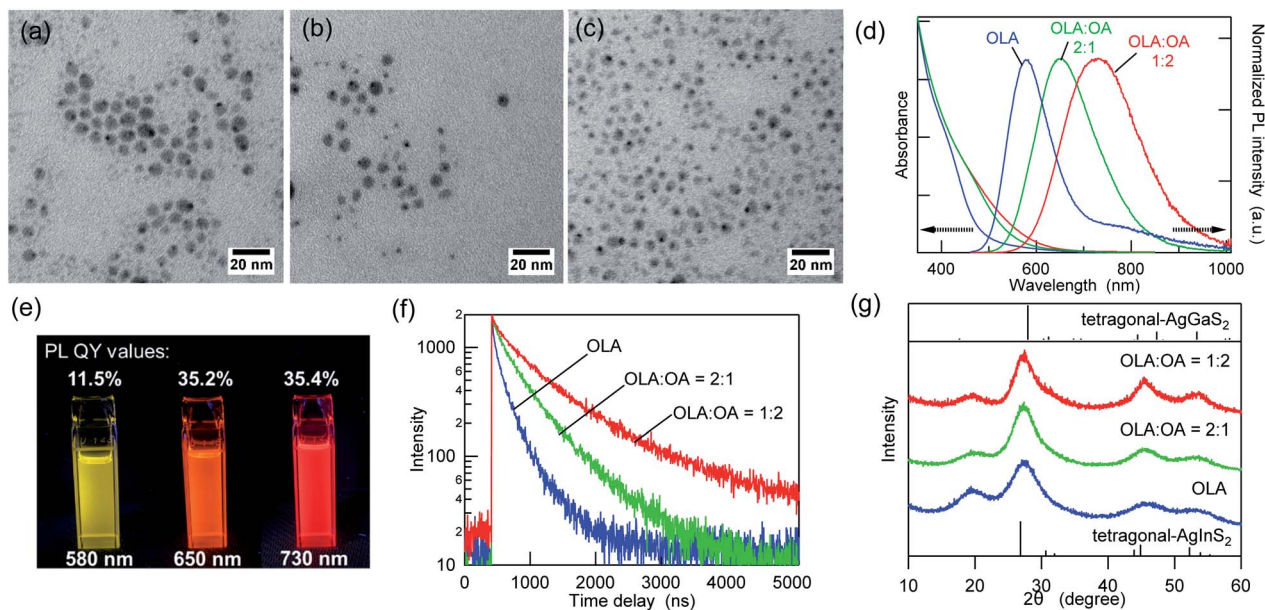 (a)
20 nm
(b)
20 nm
(c)
20 nm
(d)
OLA
OLA:OA
2:1
OLA:OA
1:2
Absorbance
Normalized PL intensity (a.u.)
400 600 800 1000
Wavelength (nm)
(e)
PL QY values:
11.5% 35.2% 35.4%
580 nm 650 nm 730 nm
(f)
2
1000
6
4
2
100
6
4
2
10
Intensity
OLA
OLA:OA = 2:1
OLA:OA = 1:2
0 1000 2000 3000 4000 5000
Time delay (ns)
(g)
tetragonal-AgGaS2
OLA:OA = 1:2
OLA:OA = 2:1
OLA
tetragonal-AgInS2
Intensity
10 20 30 40 50 60
2θ (degree)